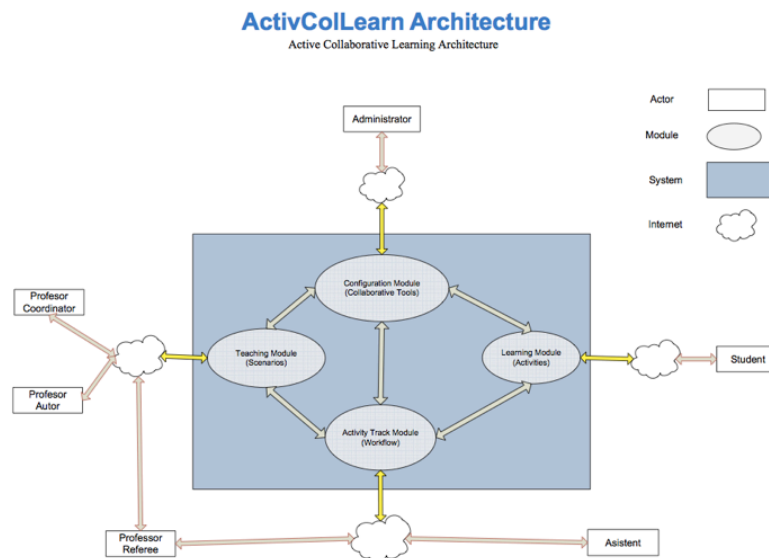 ActivColLearn Architecture
Active Collaborative Learning Architecture
Administrator
Actor
Module
System
Internet
Configuration Module
(Collaborative Tools)
Profesor
Coordinator
Teaching Module
(Scenarios)
Learning Module
(Activities)
Student
Profesor
Autor
Activity Track Module
(Workflow)
Professor
Referee
Asistent